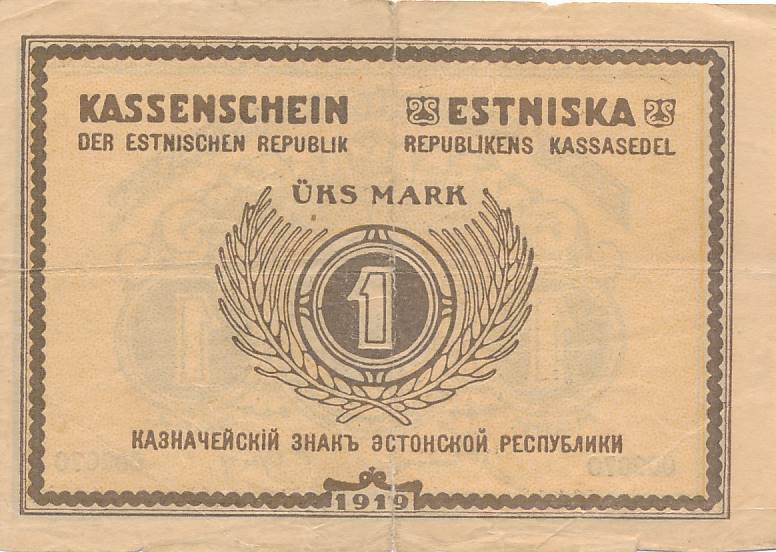 KASSENSCHEIN
DER ESTNISCHEN REPUBLIK
ESTNISKA
REPUBLIKENS KASSASEDEL
ÜKS MARK
1
КАЗНАЧЕЙСКІЙ ЗНАКЪ ЭСТОНСКОЙ РЕСПУБЛИКИ
1919